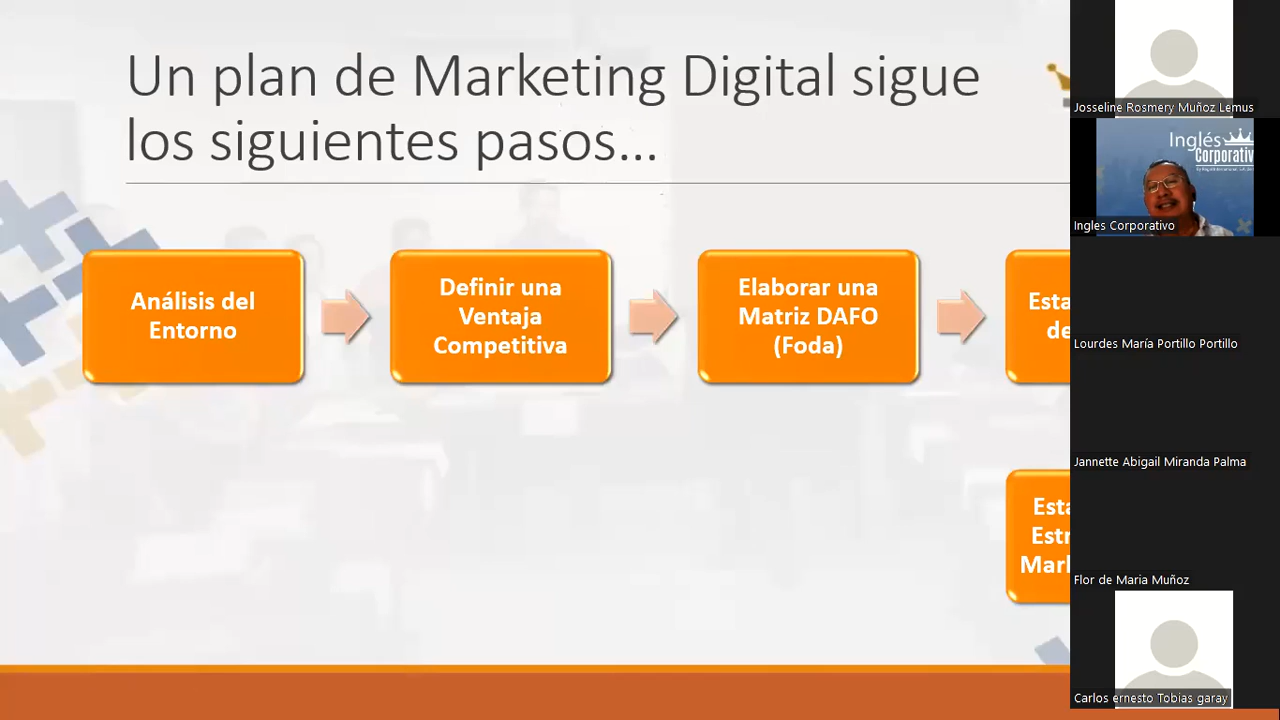 Un plan de Marketing Digital sigue
los siguientes pasos...
Análisis del
Entorno
Definir una
Ventaja
Competitiva
Elaborar una
Matriz DAFO
(Foda)
Josseline Rosmery Muñoz Lemus
Inglés
Corporativ
Ingles Corporativo
Lourdes María Portillo Portillo
Jannette Abigail Miranda Palma
Flor de Maria Muñoz
Carlos ernesto Tobias garay